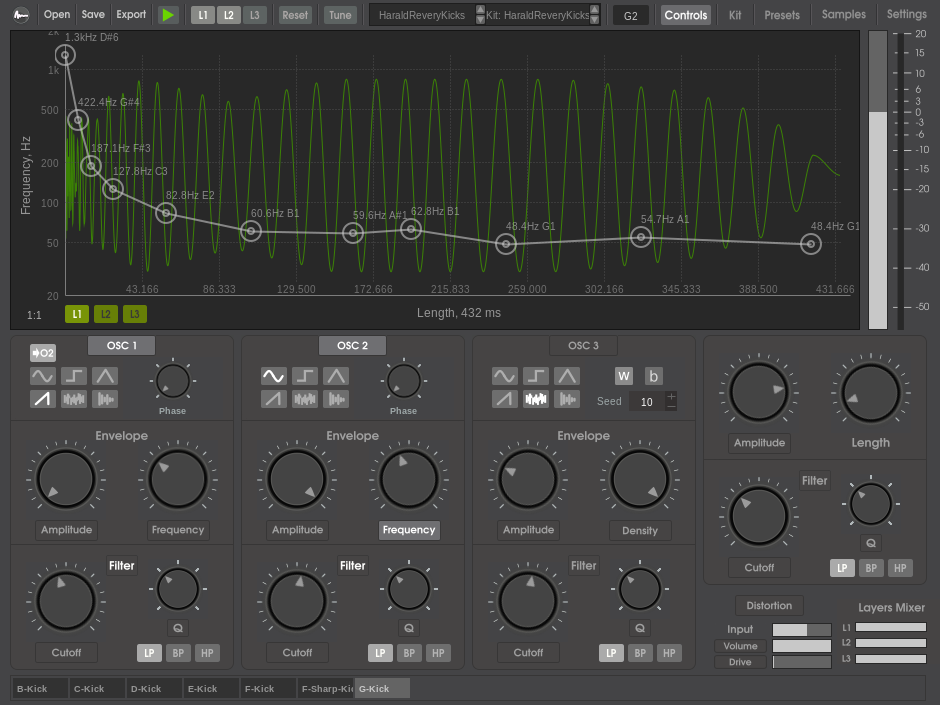 Open Save Export L1 L2 L3 Reset Tune HaraldReveryKicks Kit: HaraldReveryKicks G2 Controls Kit Presets Samples Settings
2k 1.3kHz D#6
1k
500 422.4Hz G#4
187.1Hz F#3
200 127.8Hz C3
100 82.8Hz E2
60.6Hz B1 59.6Hz A#1 62.8Hz B1
50 48.4Hz G1 54.7Hz A1 48.4Hz G1
Frequency, Hz
20 43.166 86.333 129.500 172.666 215.833 259.000 302.166 345.333 388.500 431.666
1:1 L1 L2 L3 Length, 432 ms
20
15
10
6
3
0
-3
-6
-10
-15
-20
-30
-40
-50
OSC 1
O2
Phase
Envelope
Amplitude Frequency
Filter
Q
Cutoff LP BP HP
OSC 2
Phase
Envelope
Amplitude Frequency
Filter
Q
Cutoff LP BP HP
OSC 3
w b
Seed 10 + −
Envelope
Amplitude Density
Filter
Q
Cutoff LP BP HP
Amplitude Length
Filter
Q
Cutoff LP BP HP
Distortion
Input
Volume
Drive
Layers Mixer
L1
L2
L3
B-Kick C-Kick D-Kick E-Kick F-Kick F-Sharp-Kic G-Kick